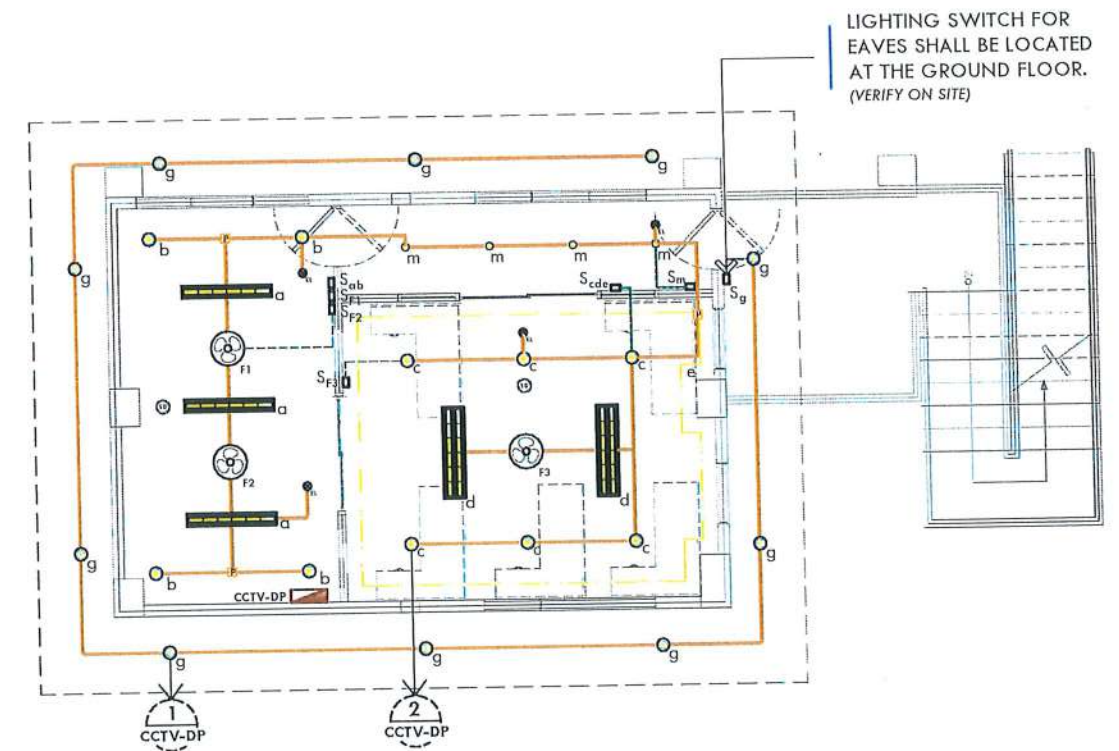 LIGHTING SWITCH FOR
EAVES SHALL BE LOCATED
AT THE GROUND FLOOR.
(VERIFY ON SITE)
g g g
b P b m m m m
g g
n
a Sab Scde Sm Sg
SF1
SF2
P
F1 SF3 c c c e
a
F2 F3
n
a d d
c c c
g g
b P b
CCTV-DP
g g g
1 2
CCTV-DP CCTV-DP